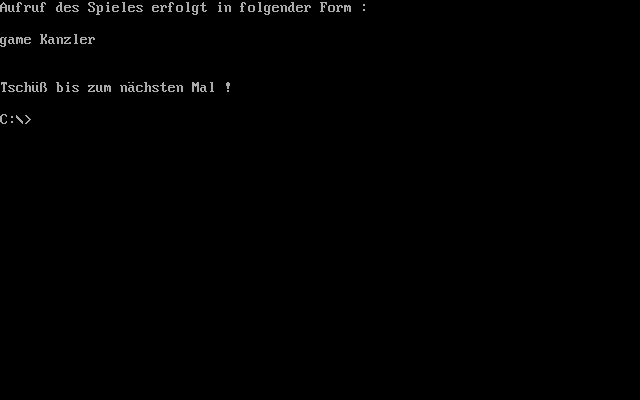 Aufruf des Spieles erfolgt in folgender Form :
game Kanzler
Tschüß bis zum nächsten Mal !
C:\>